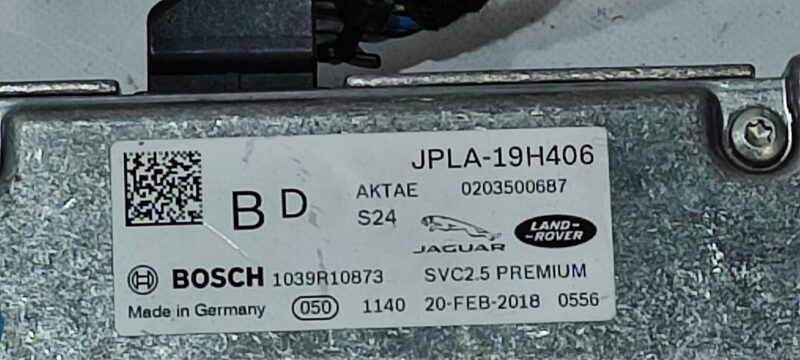 JPLA-19H406
B D AKTAE 0203500687
S24
JAGUAR LAND-ROVER
BOSCH 1039R10873 SVC2.5 PREMIUM
Made in Germany 050 1140 20-FEB-2018 0556